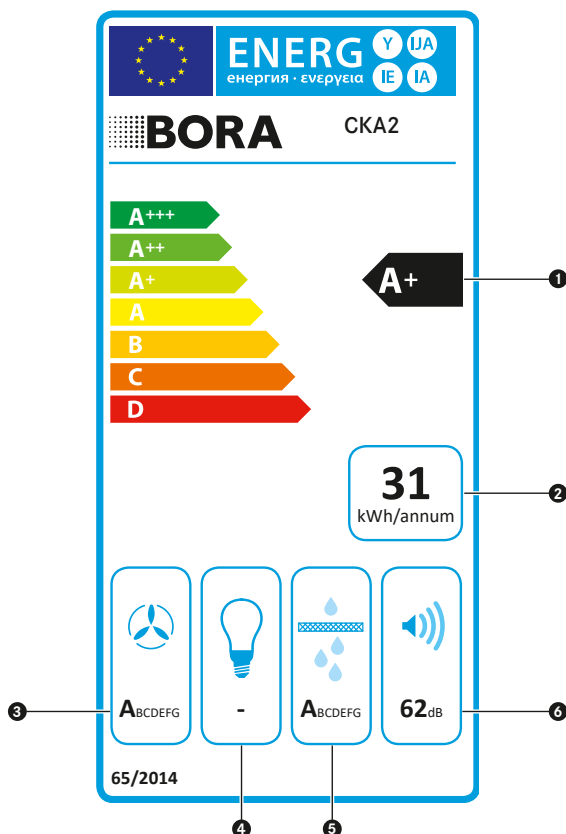 ENERG
енергия · ενεργεια
Y IJA
IE IA
BORA
CKA2
A+++
A++
A+
A
B
C
D
A+
1
31
kWh/annum
2
ABCDEFG
-
ABCDEFG
62dB
3
6
65/2014
4
5